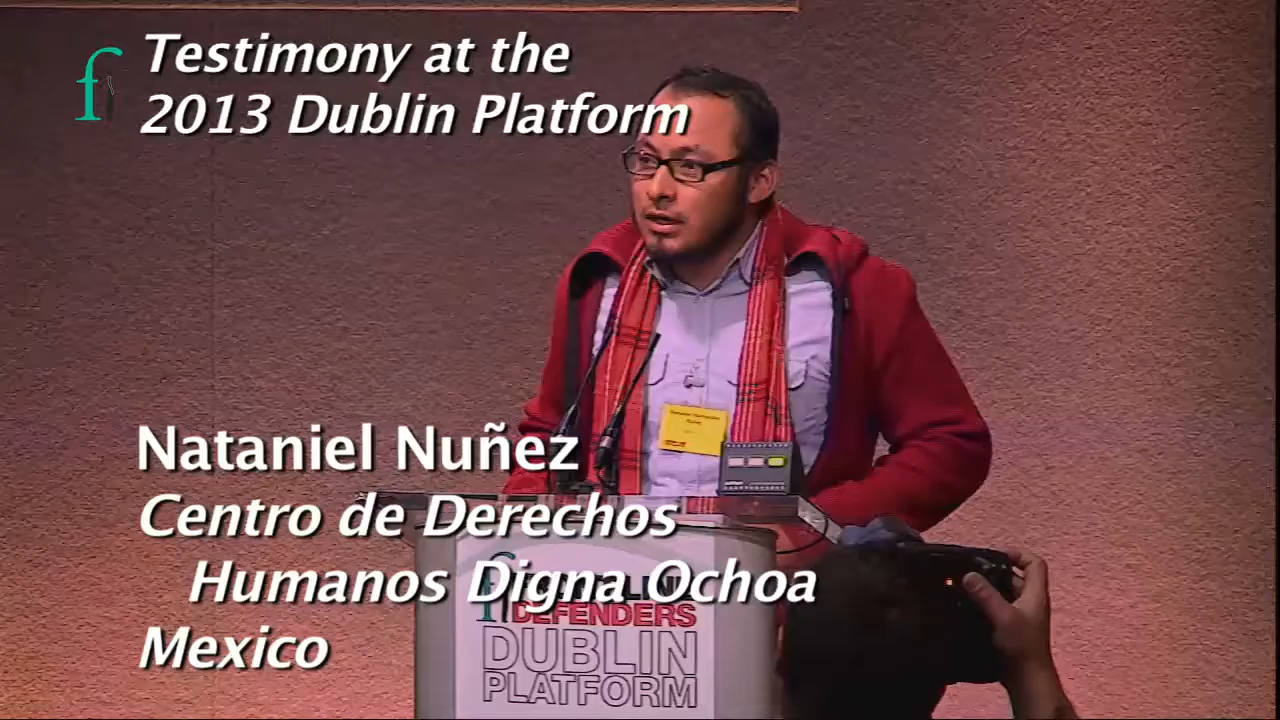 Testimony at the
2013 Dublin Platform
Nataniel Nuñez
Centro de Derechos
Humanos Digna Ochoa
Mexico
DEFENDERS
DUBLIN
PLATFORM